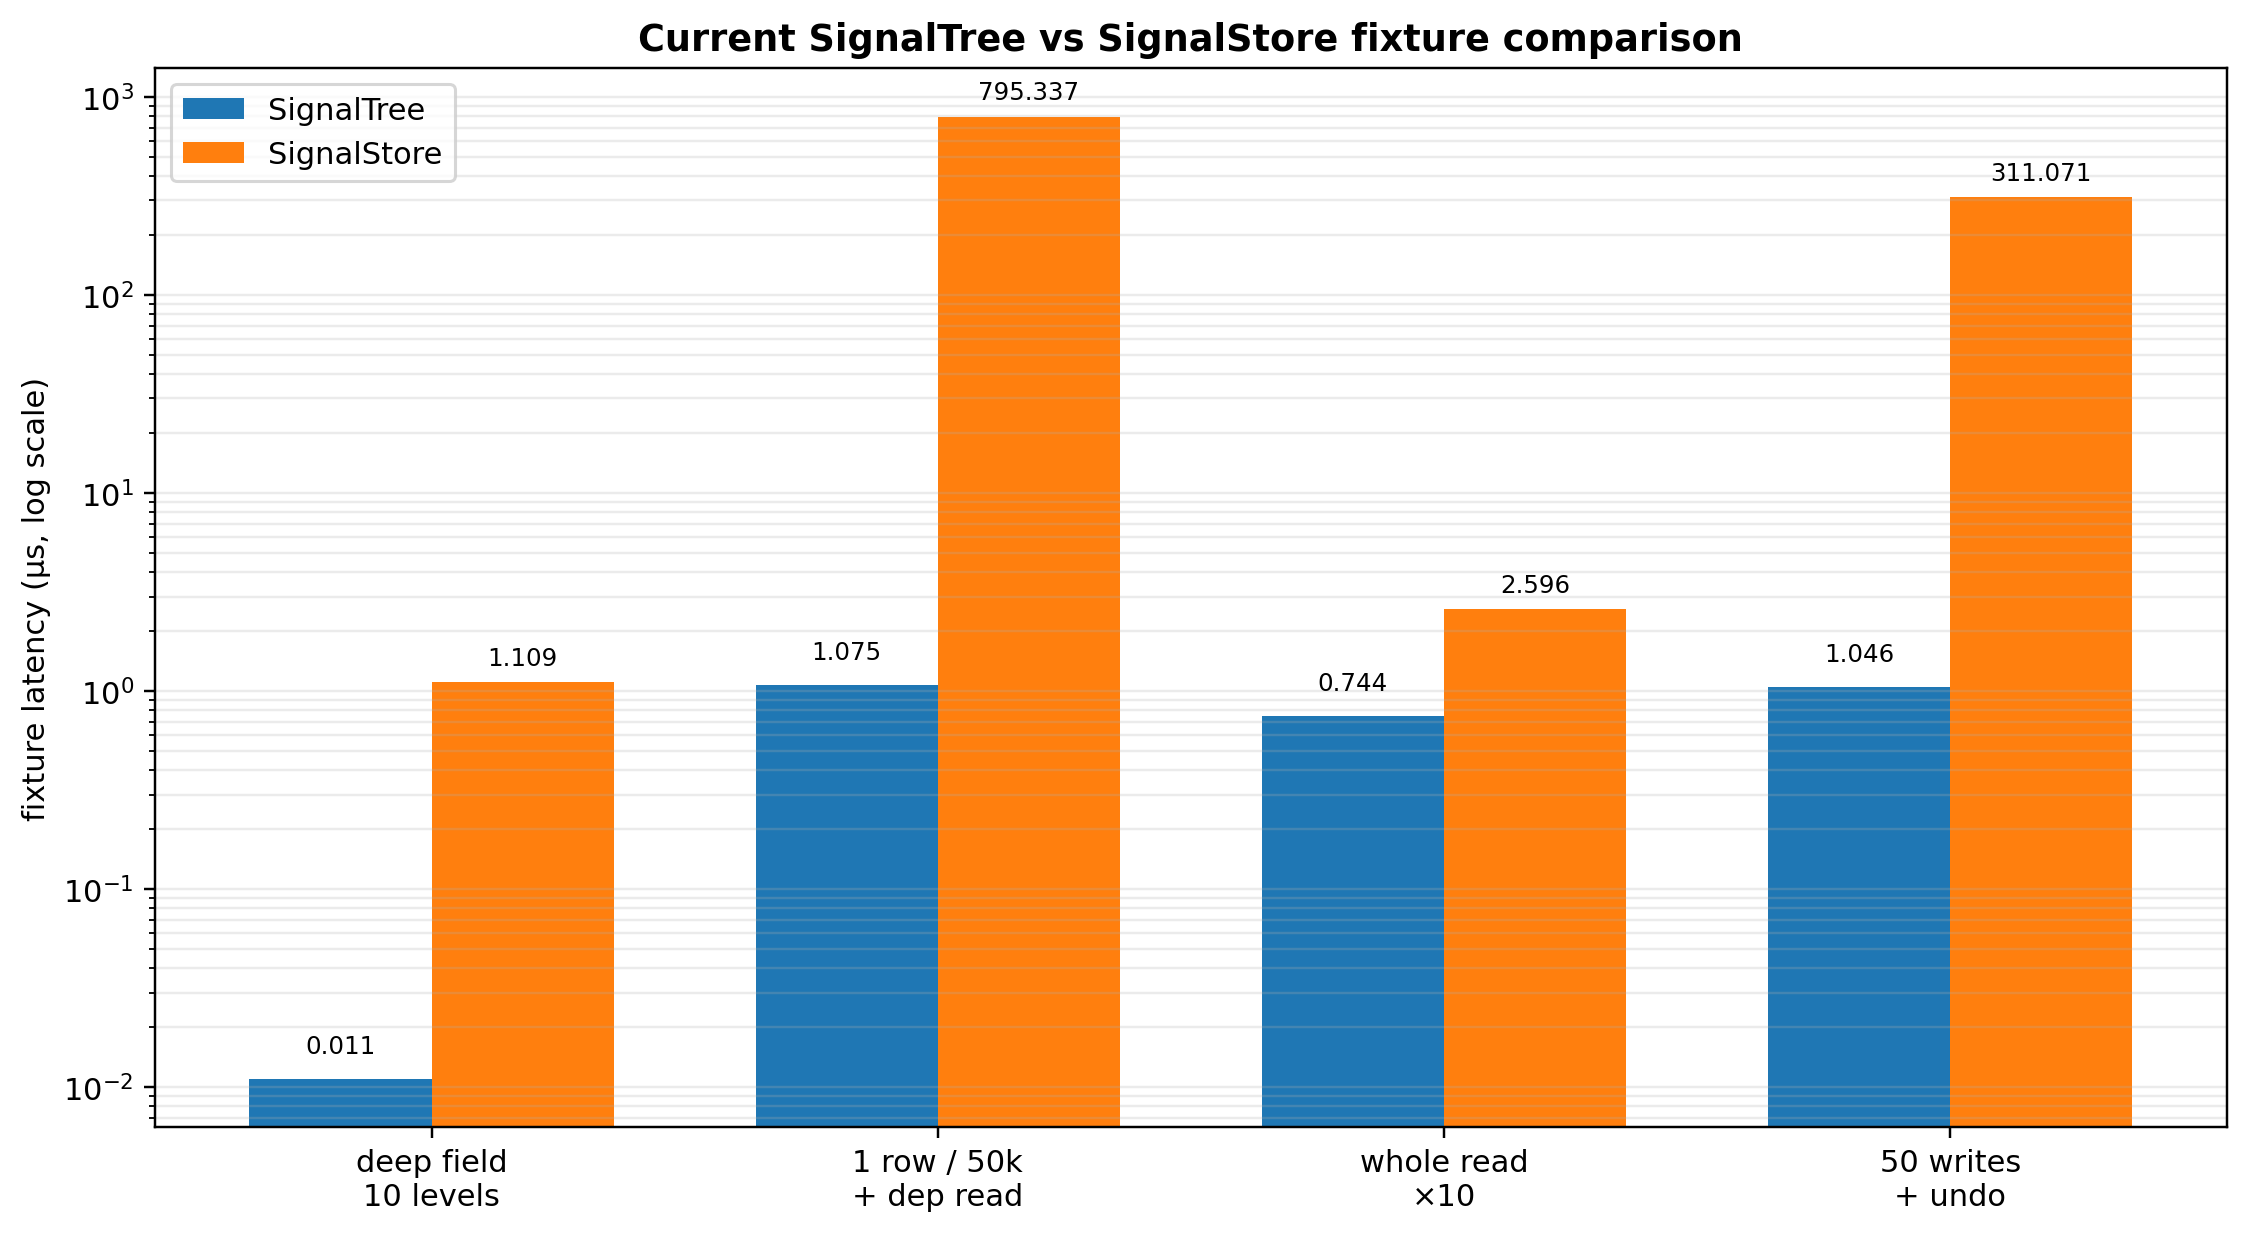 Current SignalTree vs SignalStore fixture comparison
SignalTree
SignalStore
fixture latency (µs, log scale)
10³
10²
10¹
10⁰
10⁻¹
10⁻²
0.011
1.109
1.075
795.337
0.744
2.596
1.046
311.071
deep field
10 levels
1 row / 50k
+ dep read
whole read
×10
50 writes
+ undo